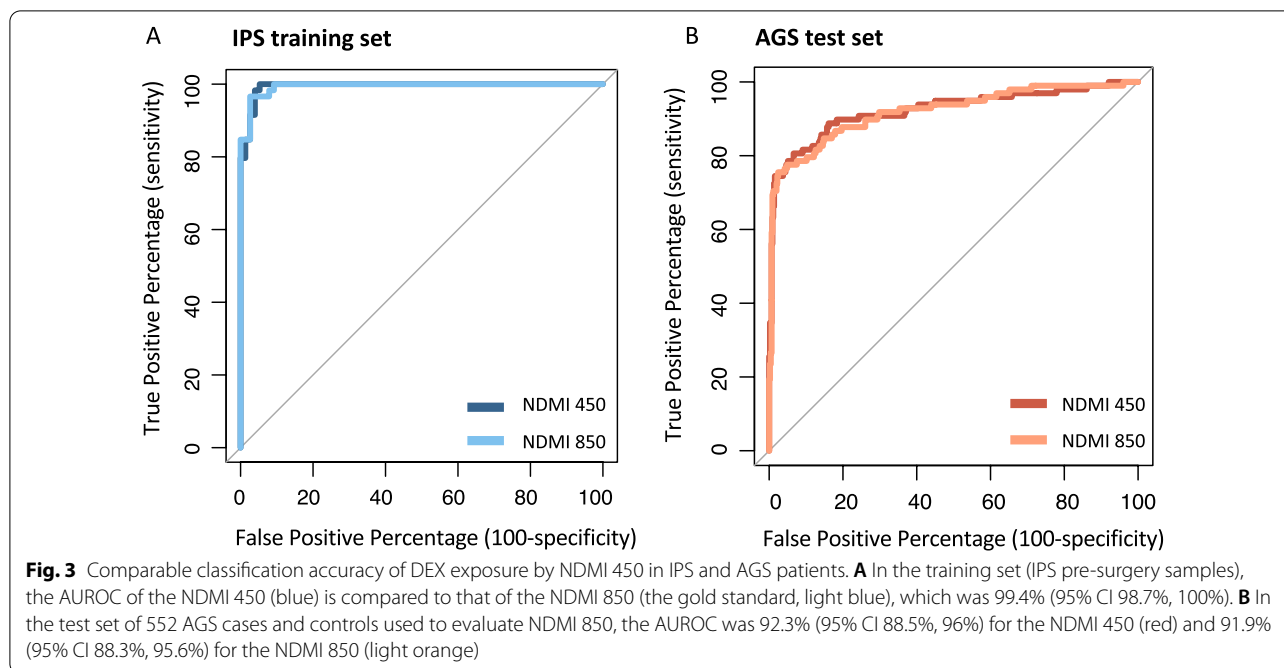 A IPS training set
True Positive Percentage (sensitivity)
100
80
60
40
20
0
NDMI 450
NDMI 850
0 20 40 60 80 100
False Positive Percentage (100-specificity)
B AGS test set
True Positive Percentage (sensitivity)
100
80
60
40
20
0
NDMI 450
NDMI 850
0 20 40 60 80 100
False Positive Percentage (100-specificity)
Fig. 3 Comparable classification accuracy of DEX exposure by NDMI 450 in IPS and AGS patients. A In the training set (IPS pre-surgery samples),
the AUROC of the NDMI 450 (blue) is compared to that of the NDMI 850 (the gold standard, light blue), which was 99.4% (95% CI 98.7%, 100%). B In
the test set of 552 AGS cases and controls used to evaluate NDMI 850, the AUROC was 92.3% (95% CI 88.5%, 96%) for the NDMI 450 (red) and 91.9%
(95% CI 88.3%, 95.6%) for the NDMI 850 (light orange)